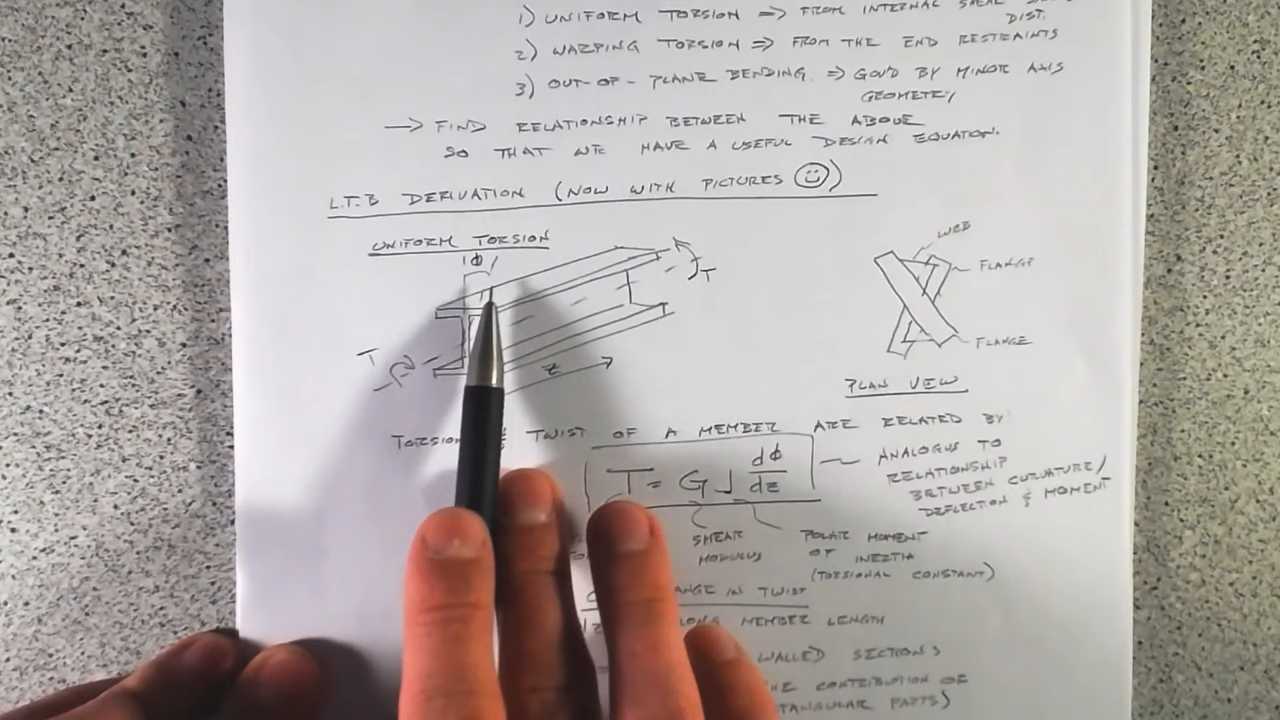 1) UNIFORM TORSION => FROM INTERNAL SHEAR
DIST.
2) WARPING TORSION => FROM THE END RESTRAINTS
3) OUT-OF-PLANE BENDING. => GOV'D BY MINOR AXIS
GEOMETRY
→ FIND RELATIONSHIP BETWEEN THE ABOVE
SO THAT WE HAVE A USEFUL DESIGN EQUATION.
L.T.B DERIVATION (NOW WITH PICTURES ☺)
UNIFORM TORSION
φ
T
T
z
WEB
FLANGE
FLANGE
PLAN VIEW
TWIST OF A MEMBER ARE RELATED BY:
T = GJ dφ/dz
ANALOGUS TO
RELATIONSHIP
BETWEEN CURVATURE/
DEFLECTION & MOMENT
SHEAR
MODULUS
POLAR MOMENT
OF INERTIA
(TORSIONAL CONSTANT)
IN TWIST
MEMBER LENGTH
WALLED SECTIONS
CONTRIBUTION OF
PARTS)